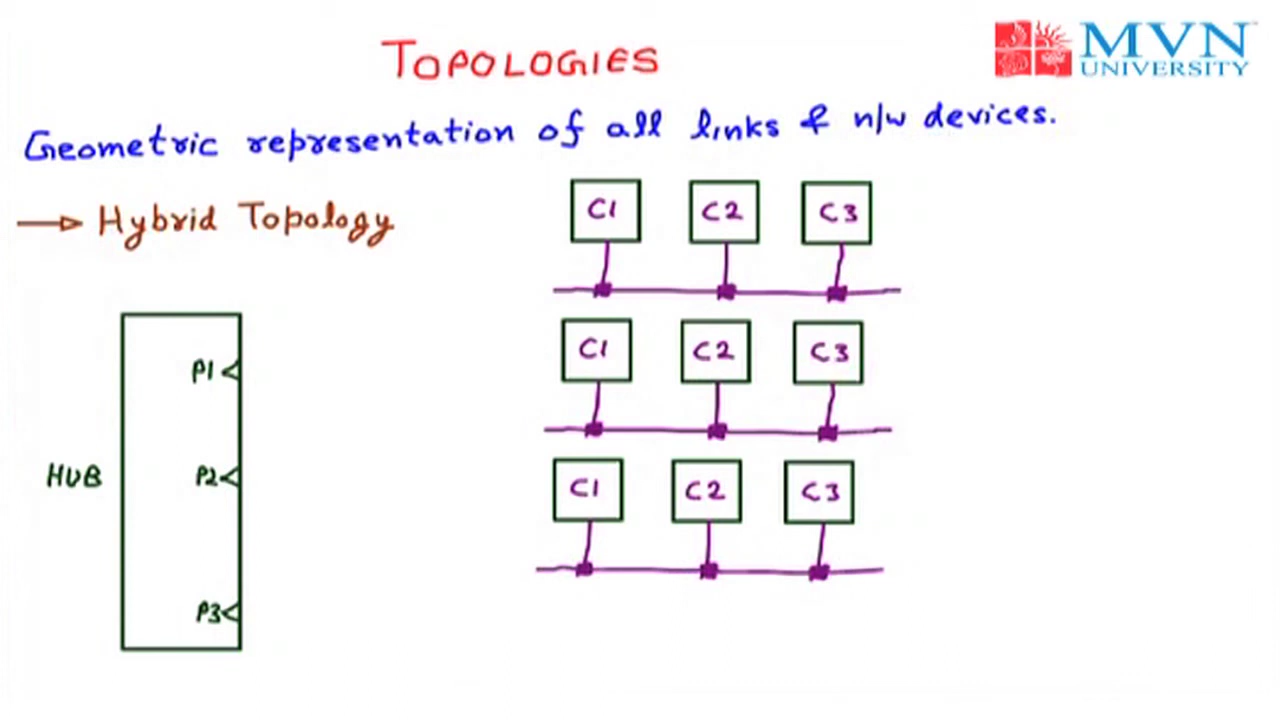 TOPOLOGIES
MVN
UNIVERSITY
Geometric representation of all links & n/w devices.
Hybrid Topology
C1 C2 C3
C1 C2 C3
P1
HUB P2
C1 C2 C3
P3